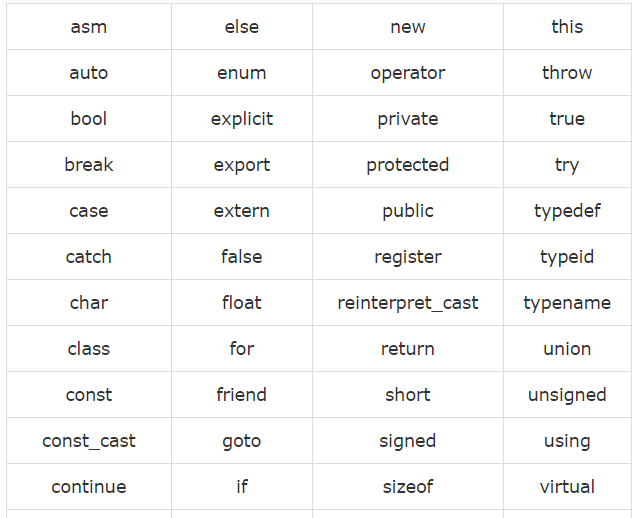 asm else new this
auto enum operator throw
bool explicit private true
break export protected try
case extern public typedef
catch false register typeid
char float reinterpret_cast typename
class for return union
const friend short unsigned
const_cast goto signed using
continue if sizeof virtual